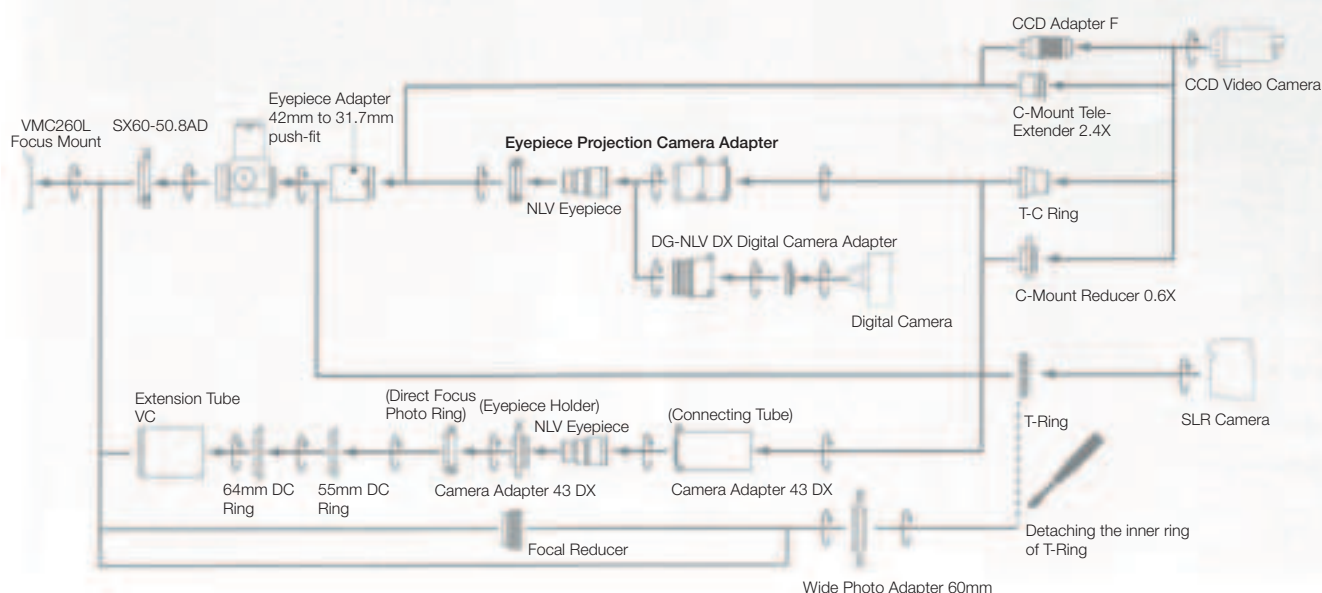 CCD Adapter F
CCD Video Camera
C-Mount Tele-
Extender 2.4X
Eyepiece Adapter
42mm to 31.7mm
push-fit
VMC260L
Focus Mount
SX60-50.8AD
Eyepiece Projection Camera Adapter
NLV Eyepiece
T-C Ring
DG-NLV DX Digital Camera Adapter
Digital Camera
C-Mount Reducer 0.6X
Extension Tube
VC
(Direct Focus
Photo Ring)
(Eyepiece Holder)
NLV Eyepiece
(Connecting Tube)
T-Ring
SLR Camera
64mm DC
Ring
55mm DC
Ring
Camera Adapter 43 DX
Camera Adapter 43 DX
Focal Reducer
Detaching the inner ring
of T-Ring
Wide Photo Adapter 60mm